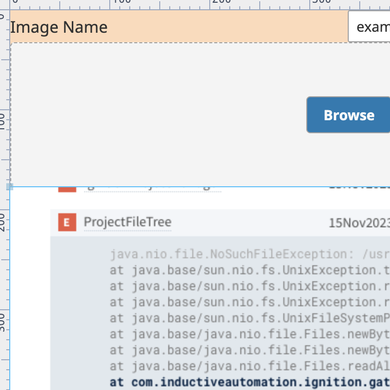 100
200
300
Image Name
exam
Browse
100
200
300
E ProjectFileTree 15Nov2023
java.nio.file.NoSuchFileException: /usr
at java.base/sun.nio.fs.UnixException.t
at java.base/sun.nio.fs.UnixException.r
at java.base/sun.nio.fs.UnixException.r
at java.base/sun.nio.fs.UnixFileSystemP
at java.base/java.nio.file.Files.newByt
at java.base/java.nio.file.Files.newByt
at java.base/java.nio.file.Files.readAl
at com.inductiveautomation.ignition.gat